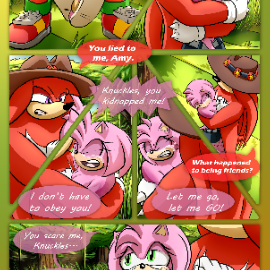 You lied to
me, Amy.
Knuckles, you
kidnapped me!
What happened
to being friends?
I don't have
to obey you!
Let me go,
let me GO!
You scare me,
Knuckles...